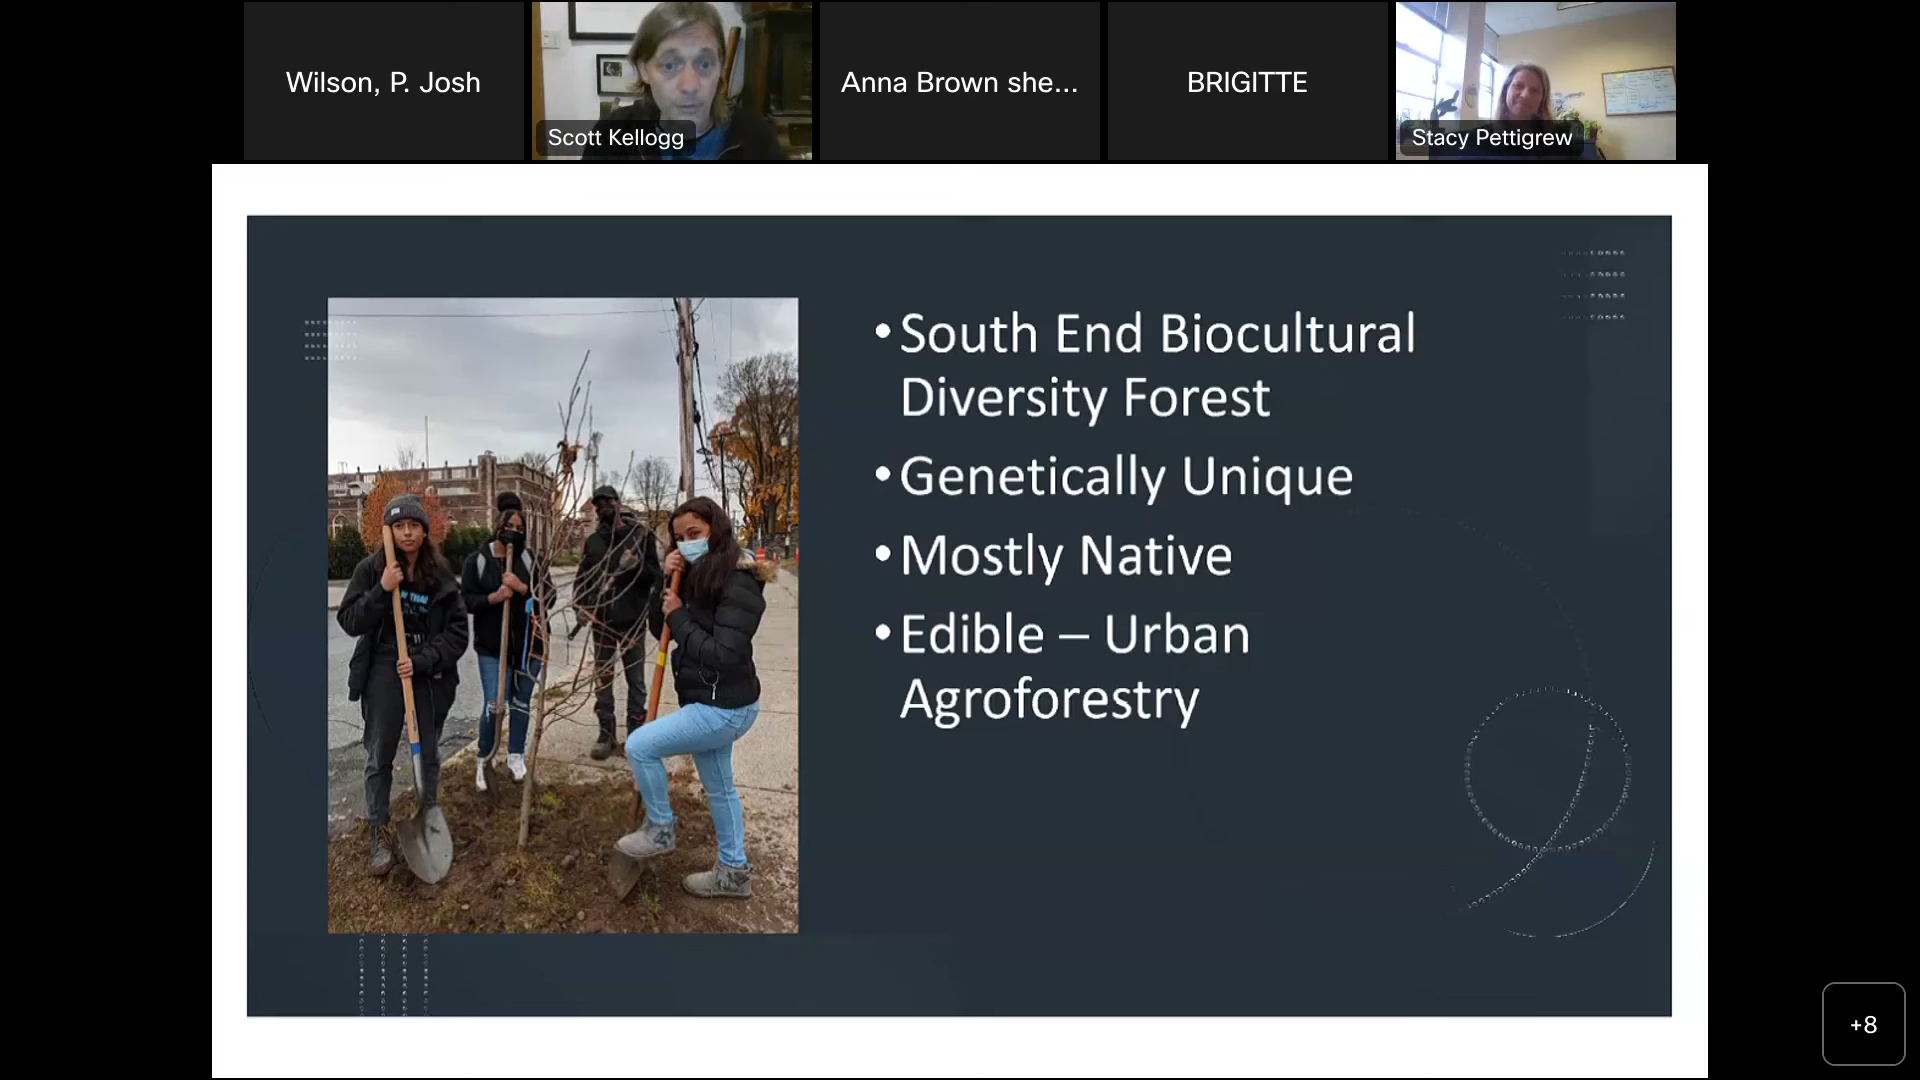 Wilson, P. Josh
Scott Kellogg
Anna Brown she...
BRIGITTE
Stacy Pettigrew
• South End Biocultural
Diversity Forest
• Genetically Unique
• Mostly Native
• Edible – Urban
Agroforestry
+8